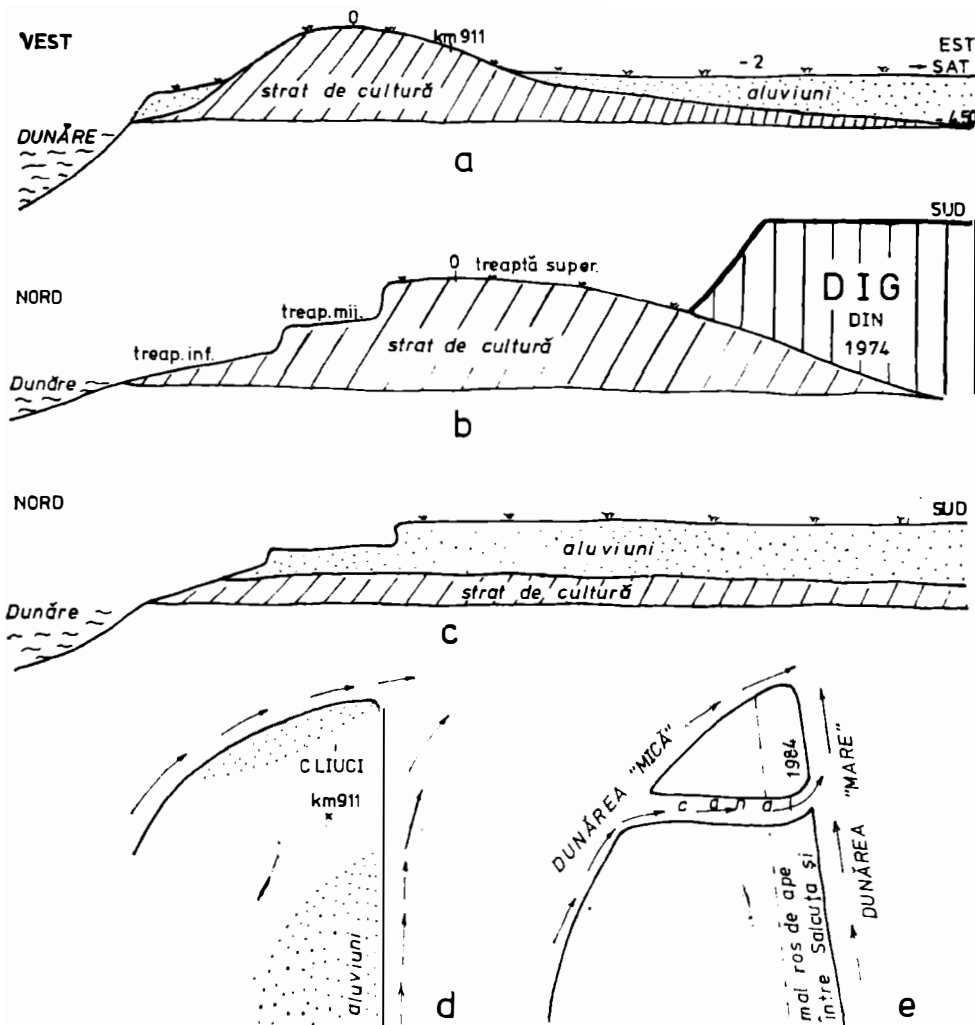 VEST
0
km 911
EST
SAT
- 2
strat de cultură
aluviuni
- 450
DUNĂRE
a
SUD
0
treaptă super.
NORD
treap. mij.
DIG
DIN
1974
strat de cultură
treap. inf.
Dunăre
b
NORD
SUD
aluviuni
strat de cultură
Dunăre
c
CLIUCI
km911
aluviuni
d
DUNĂREA "MICĂ"
1984
"MARE"
canal
DUNĂREA
mal ros de ape
între Salcuța și
e